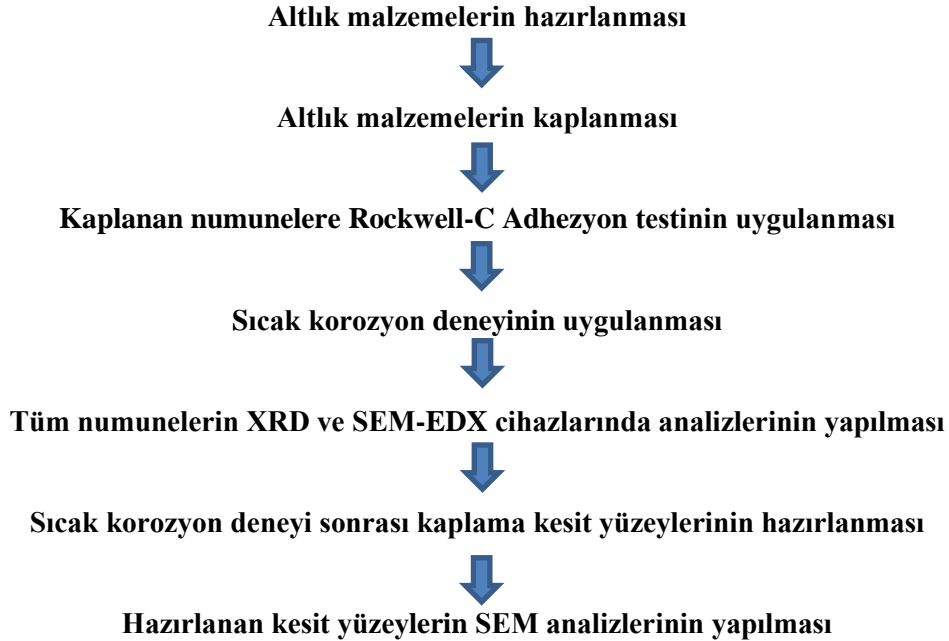 Altlık malzemelerin hazırlanması
Altlık malzemelerin kaplanması
Kaplanan numunelere Rockwell-C Adhezyon testinin uygulanması
Sıcak korozyon deneyinin uygulanması
Tüm numunelerin XRD ve SEM-EDX cihazlarında analizlerinin yapılması
Sıcak korozyon deneyi sonrası kaplama kesit yüzeylerinin hazırlanması
Hazırlanan kesit yüzeylerin SEM analizlerinin yapılması